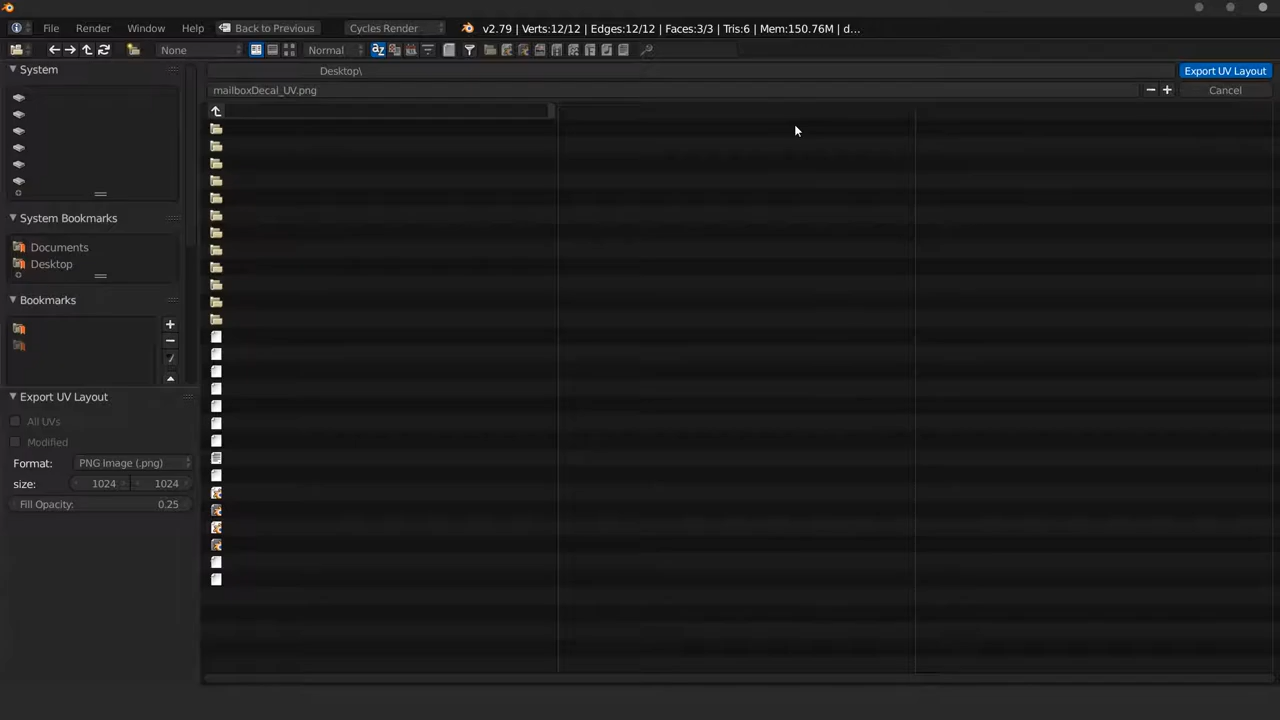 File Render Window Help Back to Previous Cycles Render v2.79 | Verts:12/12 | Edges:12/12 | Faces:3/3 | Tris:6 | Mem:150.76M | d...
None Normal
System
Desktop\ Export UV Layout
mailboxDecal_UV.png Cancel
System Bookmarks
Documents
Desktop
Bookmarks
Export UV Layout
All UVs
Modified
Format: PNG Image (.png)
size: 1024 1024
Fill Opacity: 0.25